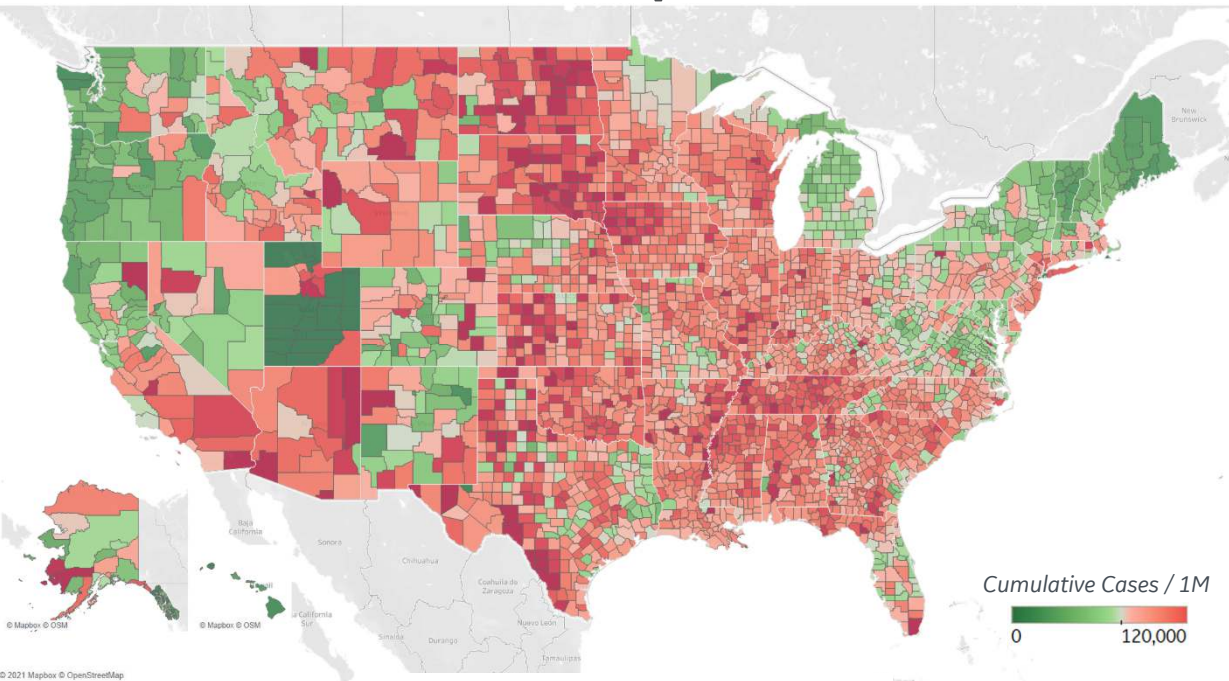 New
Brunswick
Baja
California
Sonora
Chihuahua
Coahuila de
Zaragoza
Nuevo León
Sinaloa
Durango
Tamaulipas
California
Sur
Cumulative Cases / 1M
0
120,000
© Mapbox © OSM
© Mapbox © OSM
© 2021 Mapbox © OpenStreetMap